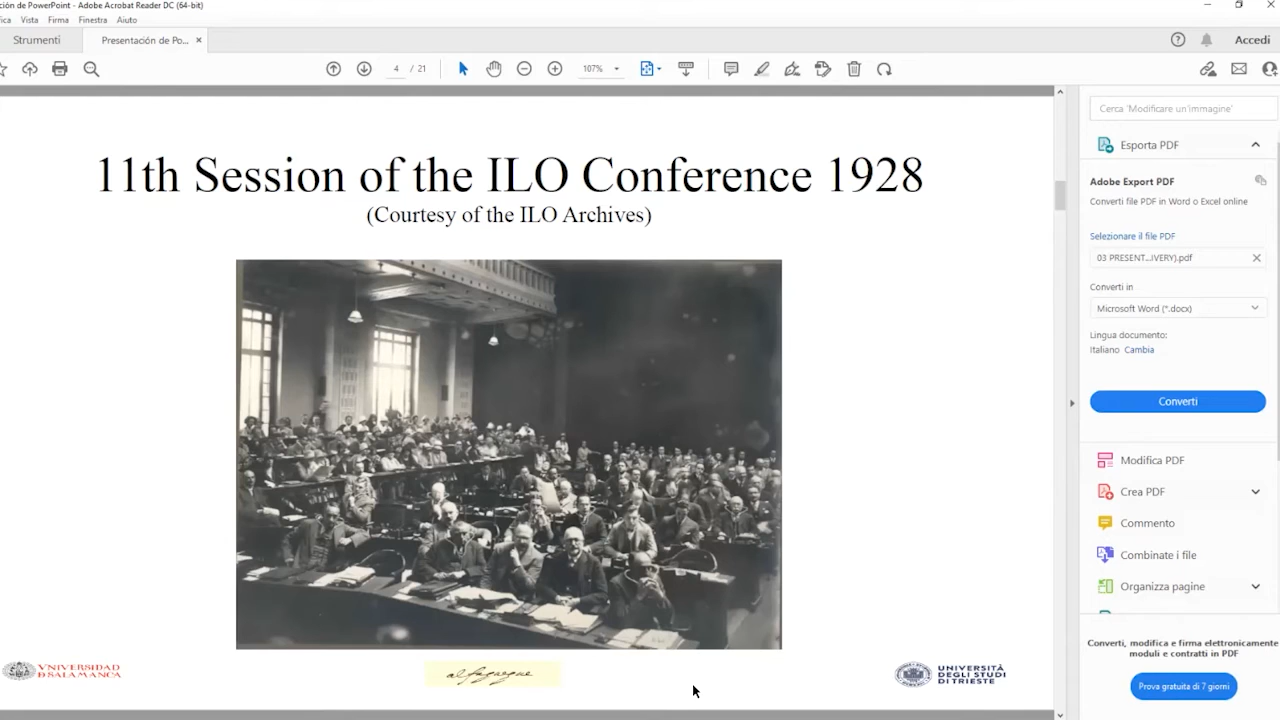 ción de PowerPoint - Adobe Acrobat Reader DC (64-bit)
fica Vista Firma Finestra Aiuto
Strumenti
Presentación de Po... ×
4 / 21
107%
Accedi
11th Session of the ILO Conference 1928
(Courtesy of the ILO Archives)
VNIVERSIDAD
D SALAMANCA
alfaqueque
UNIVERSITÀ
DEGLI STUDI
DI TRIESTE
Cerca 'Modificare un'immagine'
Esporta PDF
Adobe Export PDF
Converti file PDF in Word o Excel online
Selezionare il file PDF
03 PRESENT...IVERY).pdf
Converti in
Microsoft Word (*.docx)
Lingua documento:
Italiano Cambia
Converti
Modifica PDF
Crea PDF
Commento
Combinate i file
Organizza pagine
Converti, modifica e firma elettronicamente
moduli e contratti in PDF
Prova gratuita di 7 giorni